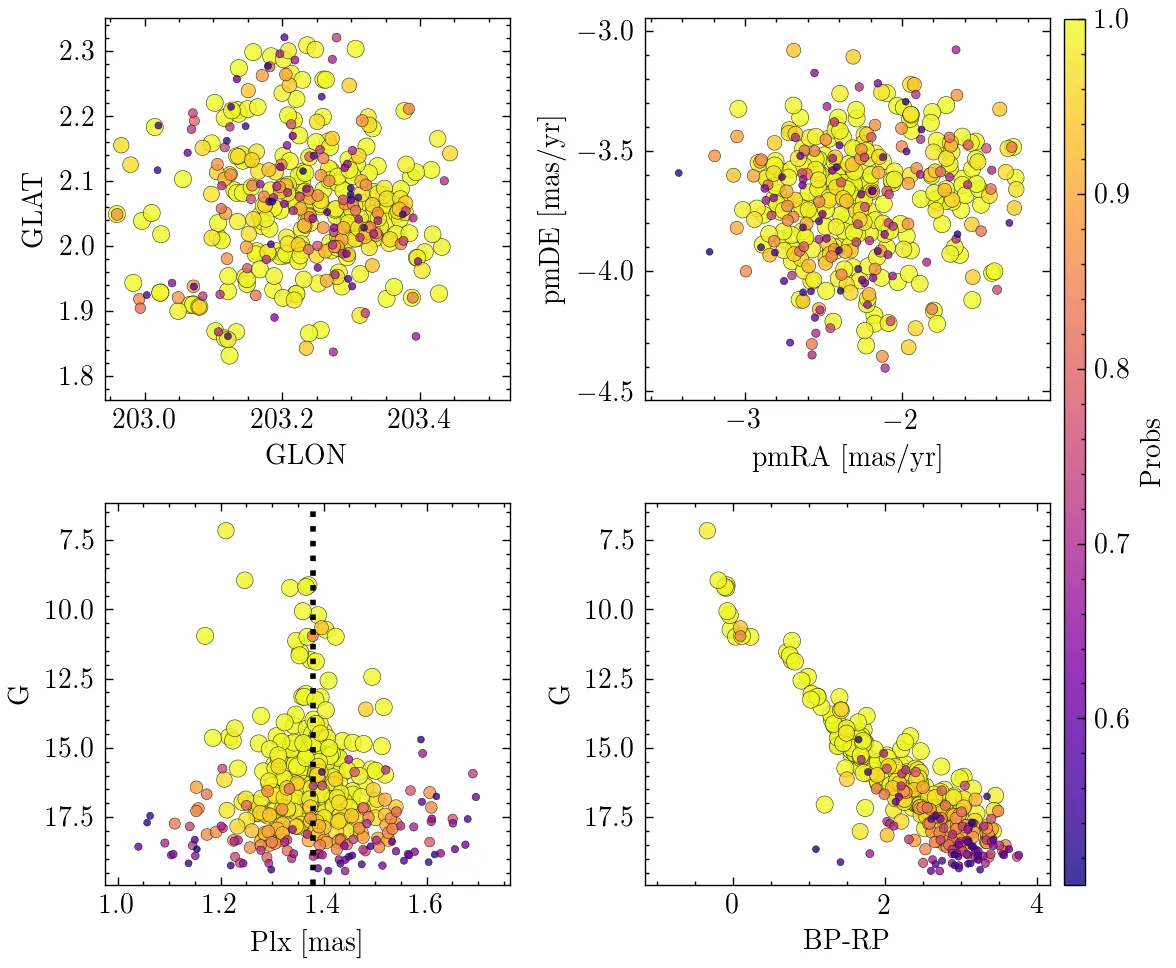 2.3
2.2
2.1
2.0
1.9
1.8
GLAT
203.0 203.2 203.4
GLON
−3.0
−3.5
−4.0
−4.5
pmDE [mas/yr]
−3 −2
pmRA [mas/yr]
7.5
10.0
12.5
15.0
17.5
G
1.0 1.2 1.4 1.6
Plx [mas]
7.5
10.0
12.5
15.0
17.5
G
0 2 4
BP-RP
1.0
0.9
0.8
0.7
0.6
Probs